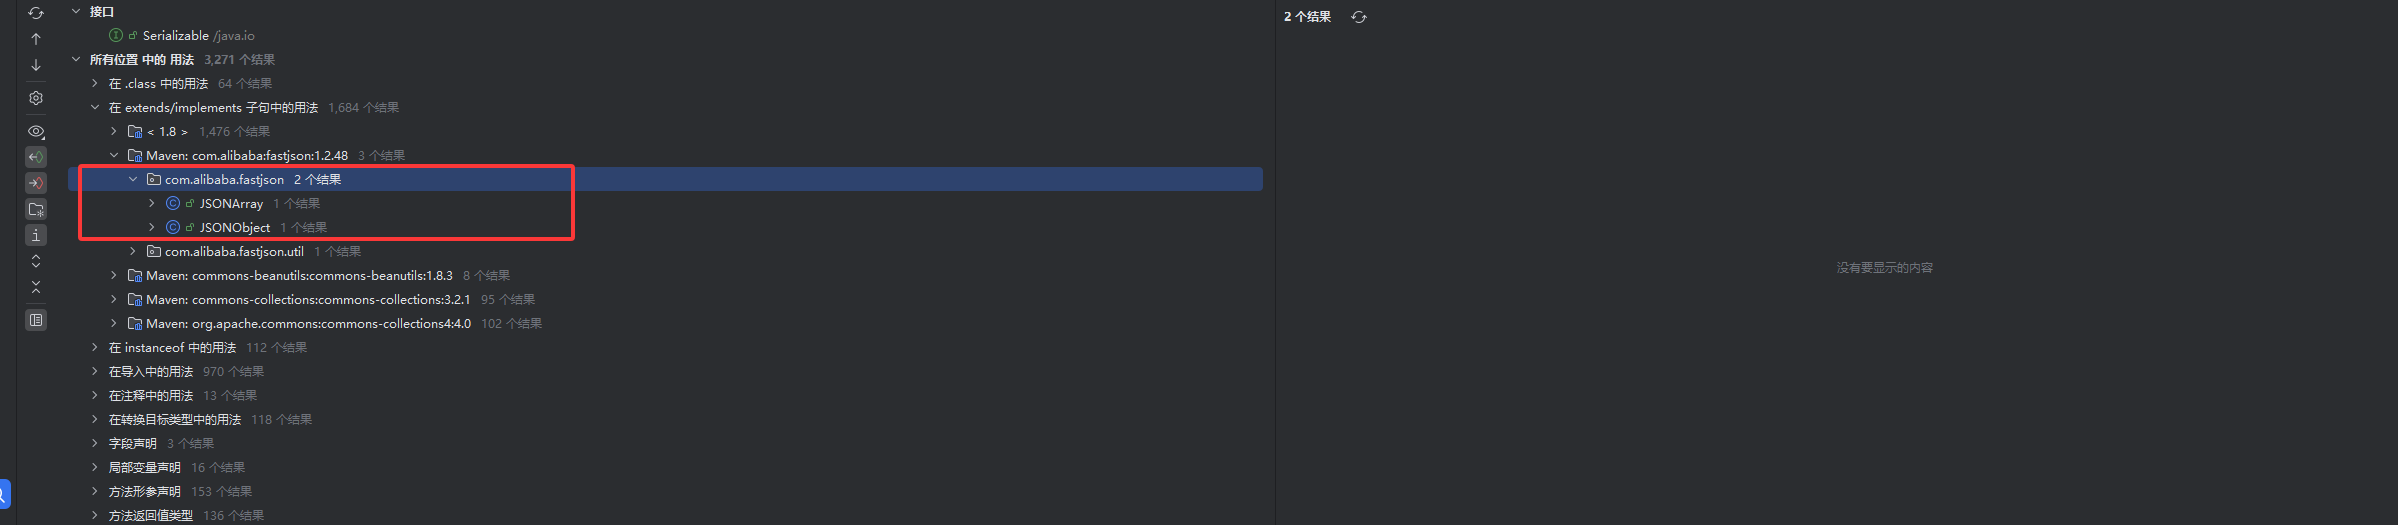 接口
Serializable /java.io
所有位置 中的 用法 3,271 个结果
在 .class 中的用法 64 个结果
在 extends/implements 子句中的用法 1,684 个结果
< 1.8 > 1,476 个结果
Maven: com.alibaba:fastjson:1.2.48 3 个结果
com.alibaba.fastjson 2 个结果
JSONArray 1 个结果
JSONObject 1 个结果
com.alibaba.fastjson.util 1 个结果
Maven: commons-beanutils:commons-beanutils:1.8.3 8 个结果
Maven: commons-collections:commons-collections:3.2.1 95 个结果
Maven: org.apache.commons:commons-collections4:4.0 102 个结果
在 instanceof 中的用法 112 个结果
在导入中的用法 970 个结果
在注释中的用法 13 个结果
在转换目标类型中的用法 118 个结果
字段声明 3 个结果
局部变量声明 16 个结果
方法形参声明 153 个结果
方法返回值类型 136 个结果
2 个结果
没有要显示的内容